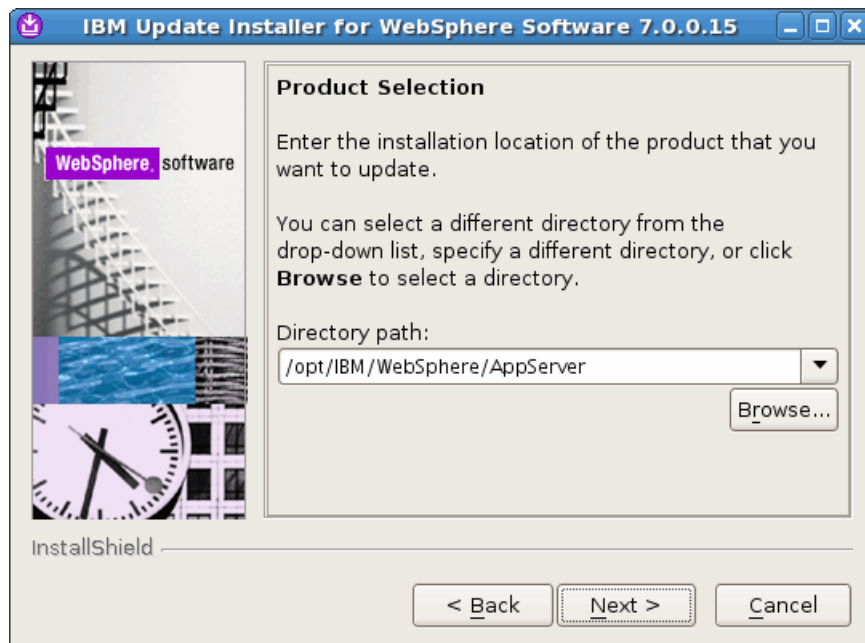 IBM Update Installer for WebSphere Software 7.0.0.15
WebSphere. software
Product Selection
Enter the installation location of the product that you
want to update.
You can select a different directory from the
drop-down list, specify a different directory, or click
Browse to select a directory.
Directory path:
/opt/IBM/WebSphere/AppServer
Browse...
InstallShield
< Back
Next >
Cancel